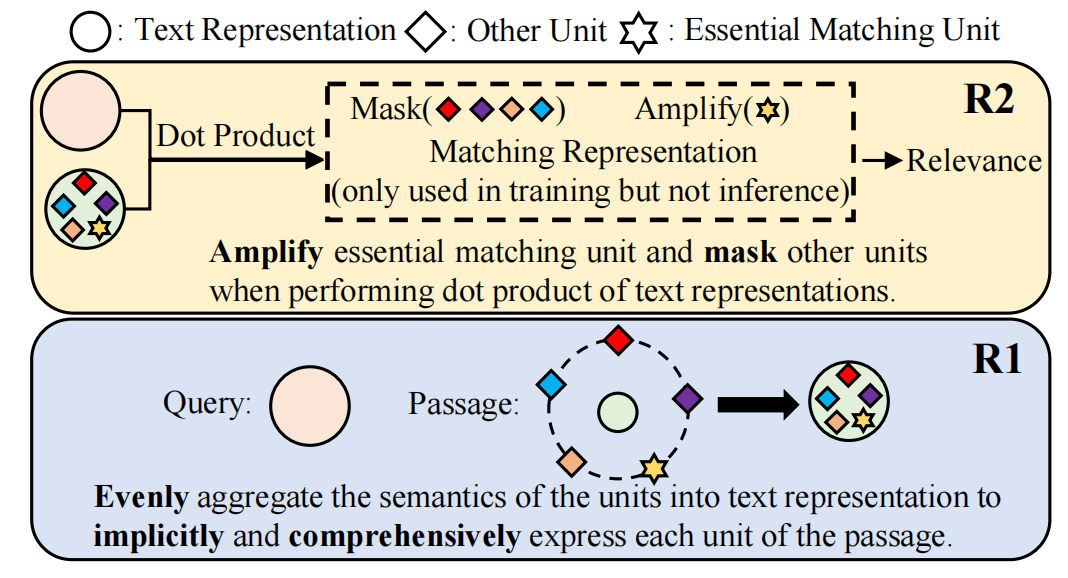 : Text Representation : Other Unit : Essential Matching Unit
R2
Mask( ) Amplify( )
Dot Product
Matching Representation
Relevance
(only used in training but not inference)
Amplify essential matching unit and mask other units
when performing dot product of text representations.
R1
Query: Passage:
Evenly aggregate the semantics of the units into text representation to
implicitly and comprehensively express each unit of the passage.